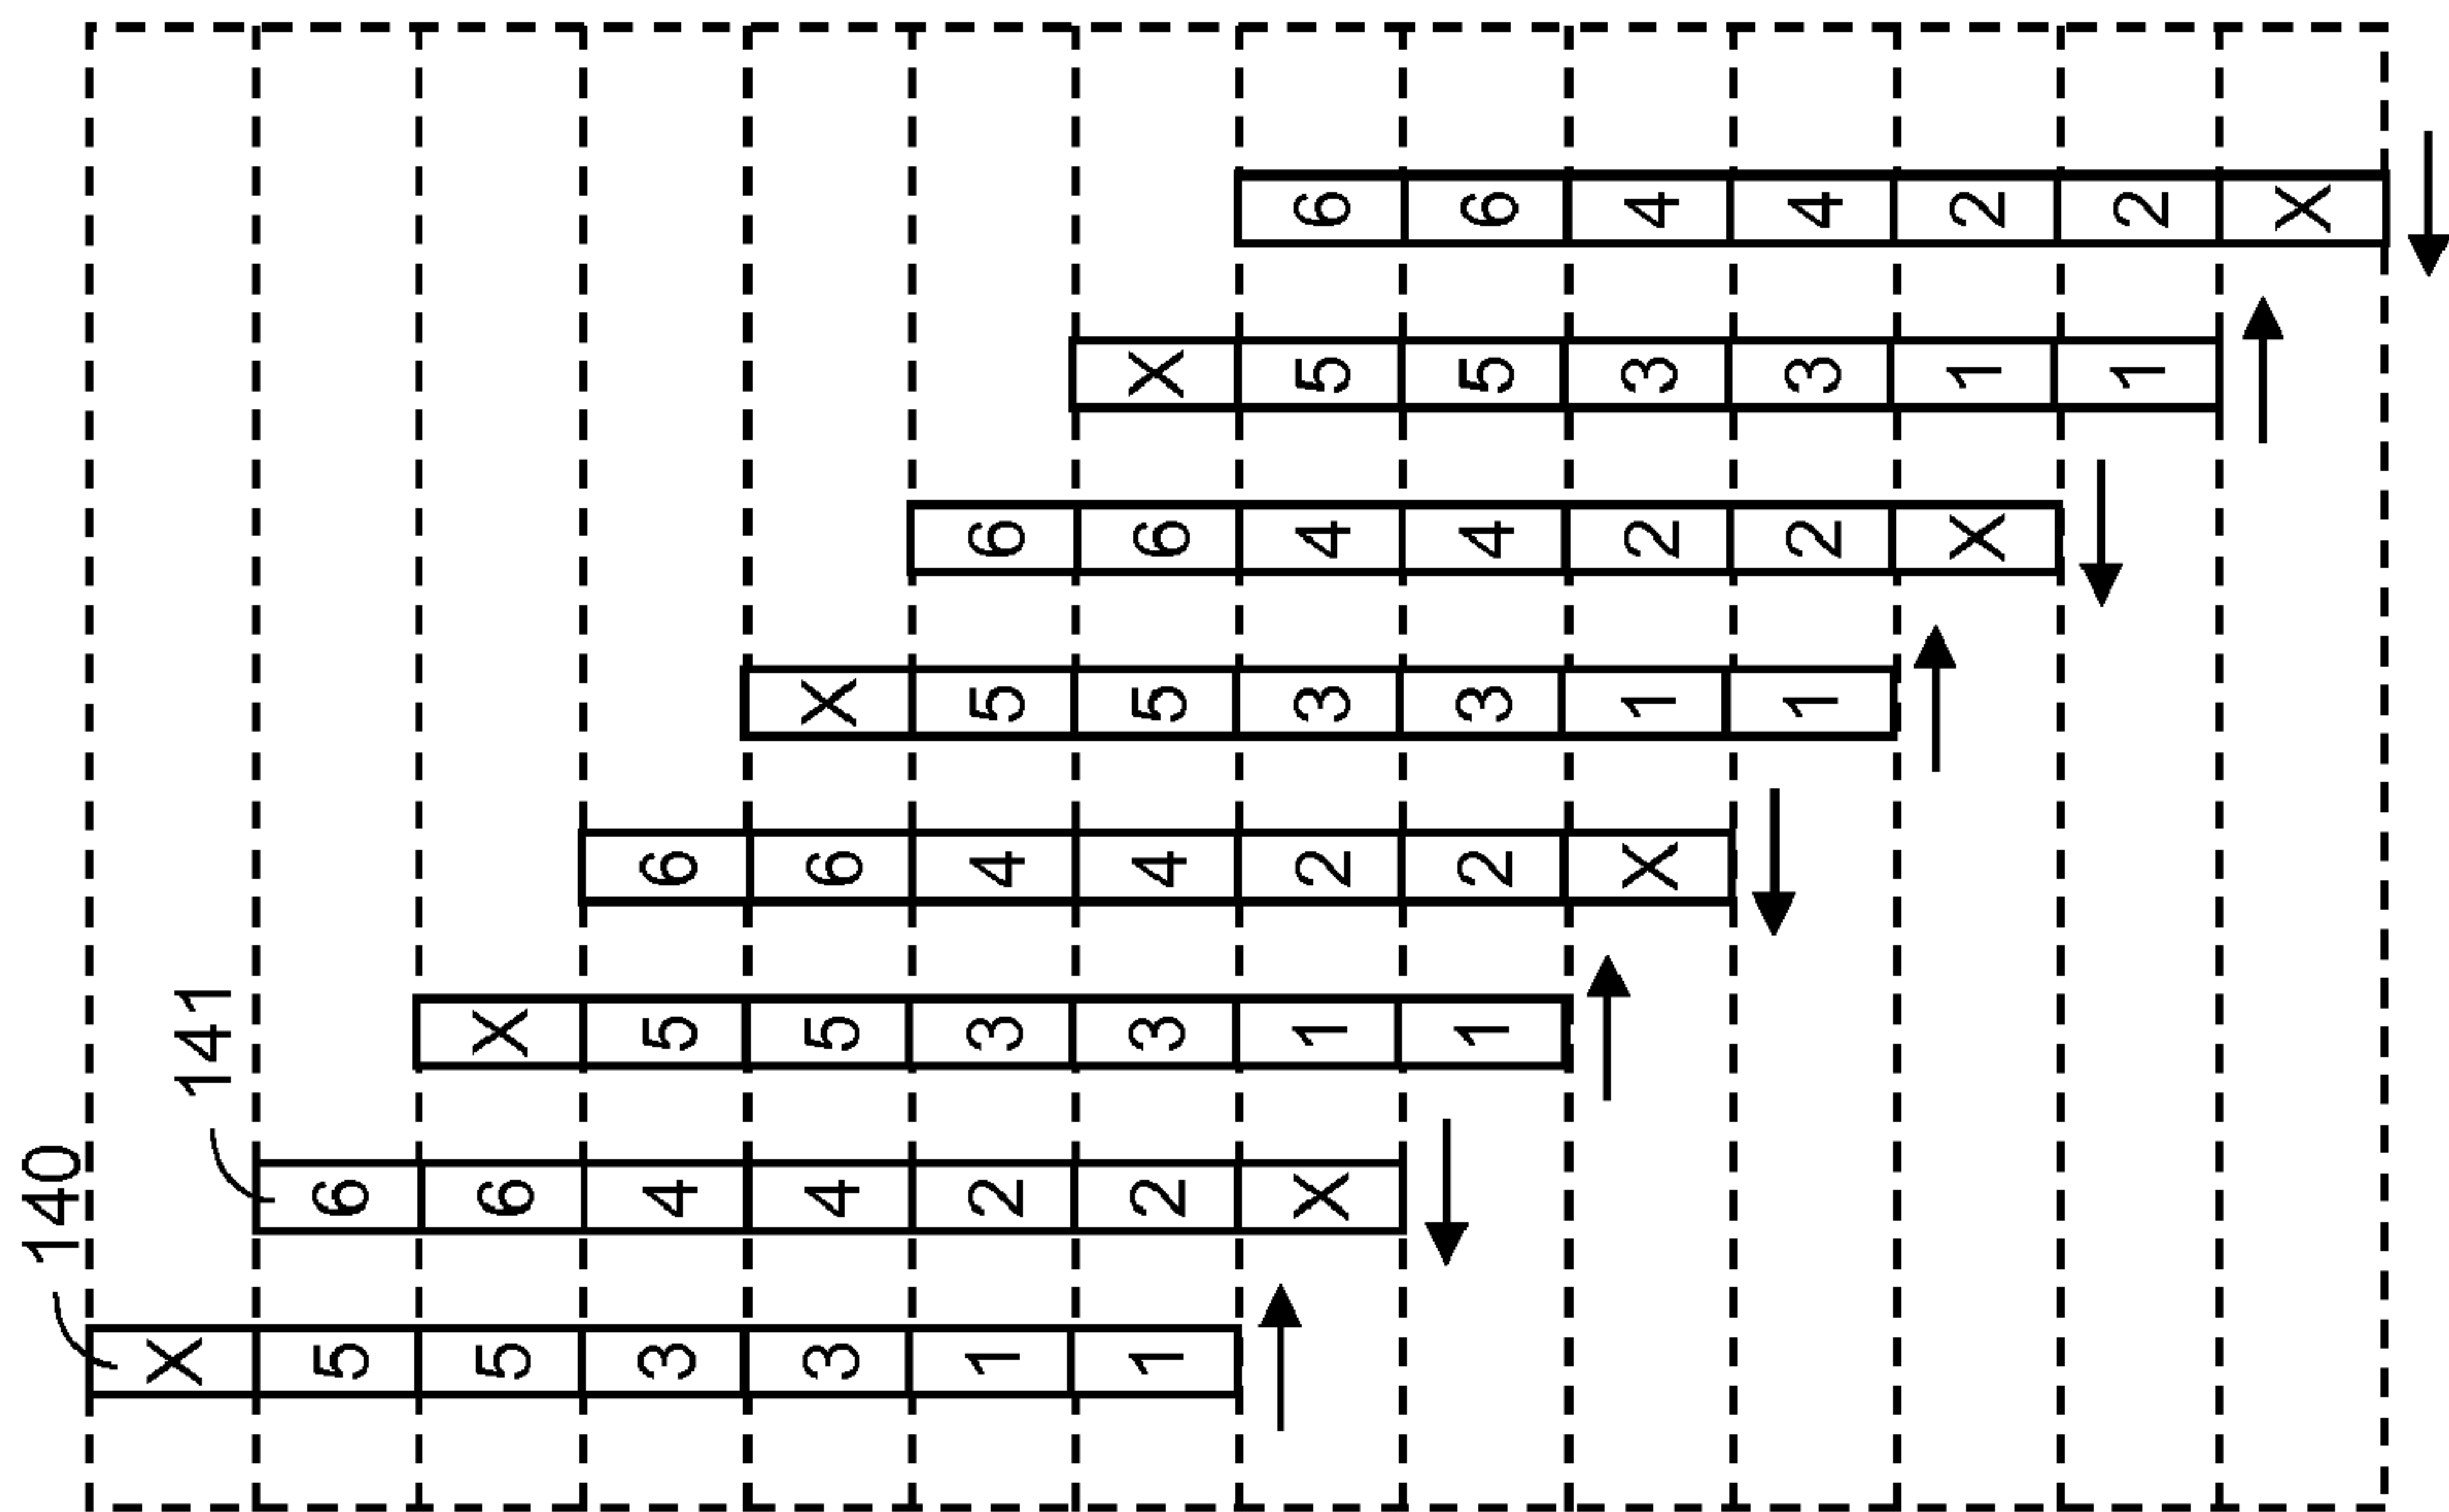 140
141
X
5 6
5 6 X
3 4 5 6
3 4 5 6 X
1 2 3 4 5 6
1 2 3 4 5 6 X
X 1 2 3 4 5 6
1 2 3 4 5 6
X 1 2 3 4
1 2 3 4
X 1 2
1 2
X